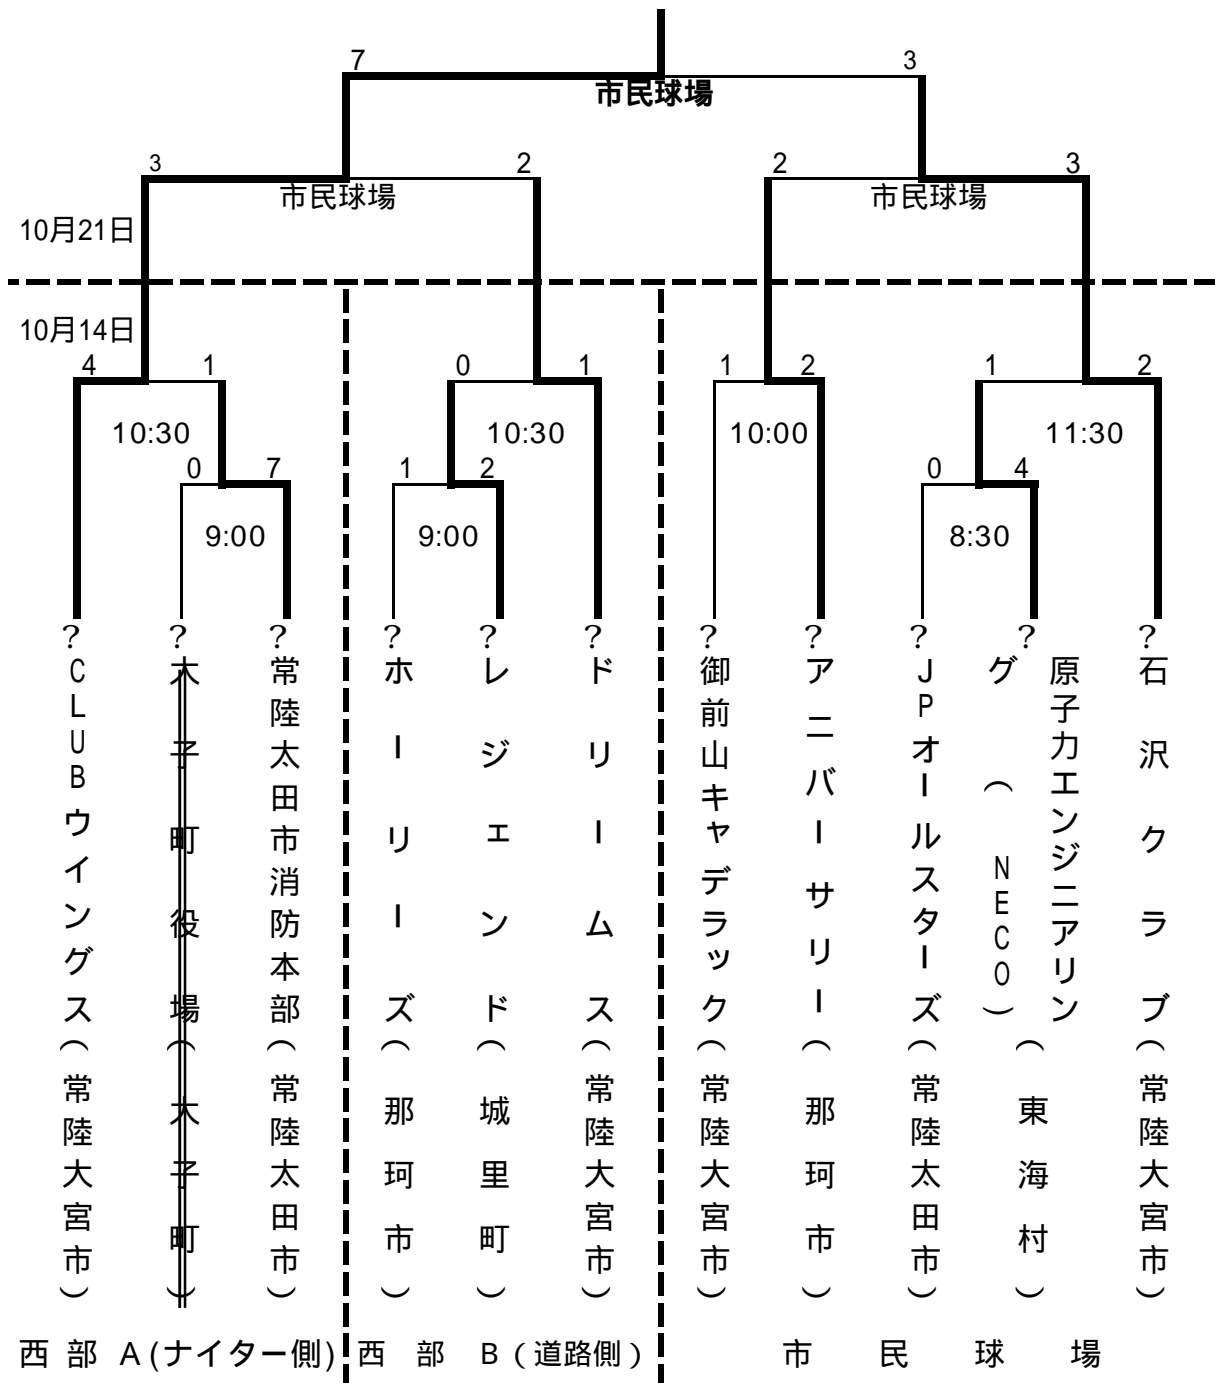 7 3
市民球場
3 2 2 3
市民球場 市民球場
10月21日
10月14日
4 1 0 1 1 2 1 2
10:30 10:30 10:00 11:30
0 7 1 2 0 4
9:00 9:00 8:30
? ? ? ? ? ? ? ? ? ? ?
CLUBウイングス(常陸大宮市)
大子町役場(大子町)
常陸太田市消防本部(常陸太田市)
ホーリーズ(那珂市)
レジェンド(城里町)
ドリームス(常陸大宮市)
御前山キャデラック(常陸大宮市)
アニバーサリー(那珂市)
JPオールスターズ(常陸太田市)
原子力エンジニアリン
グ(NECO)
(東海村)
石沢クラブ(常陸大宮市)
西部A(ナイター側) 西部B(道路側) 市民球場